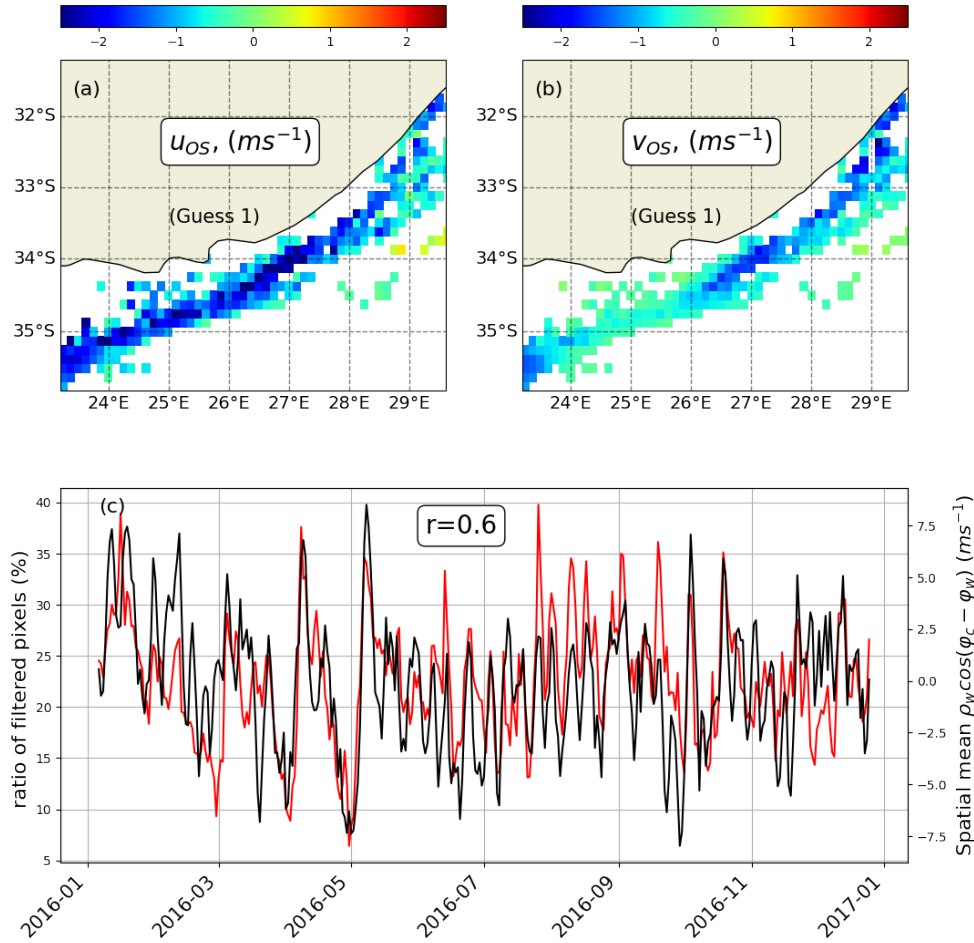 −2 −1 0 1 2
−2 −1 0 1 2
(a)
u_OS, (ms⁻¹)
(Guess 1)
32°S
33°S
34°S
35°S
24°E 25°E 26°E 27°E 28°E 29°E
(b)
v_OS, (ms⁻¹)
(Guess 1)
32°S
33°S
34°S
35°S
24°E 25°E 26°E 27°E 28°E 29°E
(c)
r=0.6
ratio of filtered pixels (%)
40
35
30
25
20
15
10
5
7.5
5.0
2.5
0.0
−2.5
−5.0
−7.5
Spatial mean ρ_w cos(φ_c − φ_w) (ms⁻¹
2016-01 2016-03 2016-05 2016-07 2016-09 2016-11 2017-01